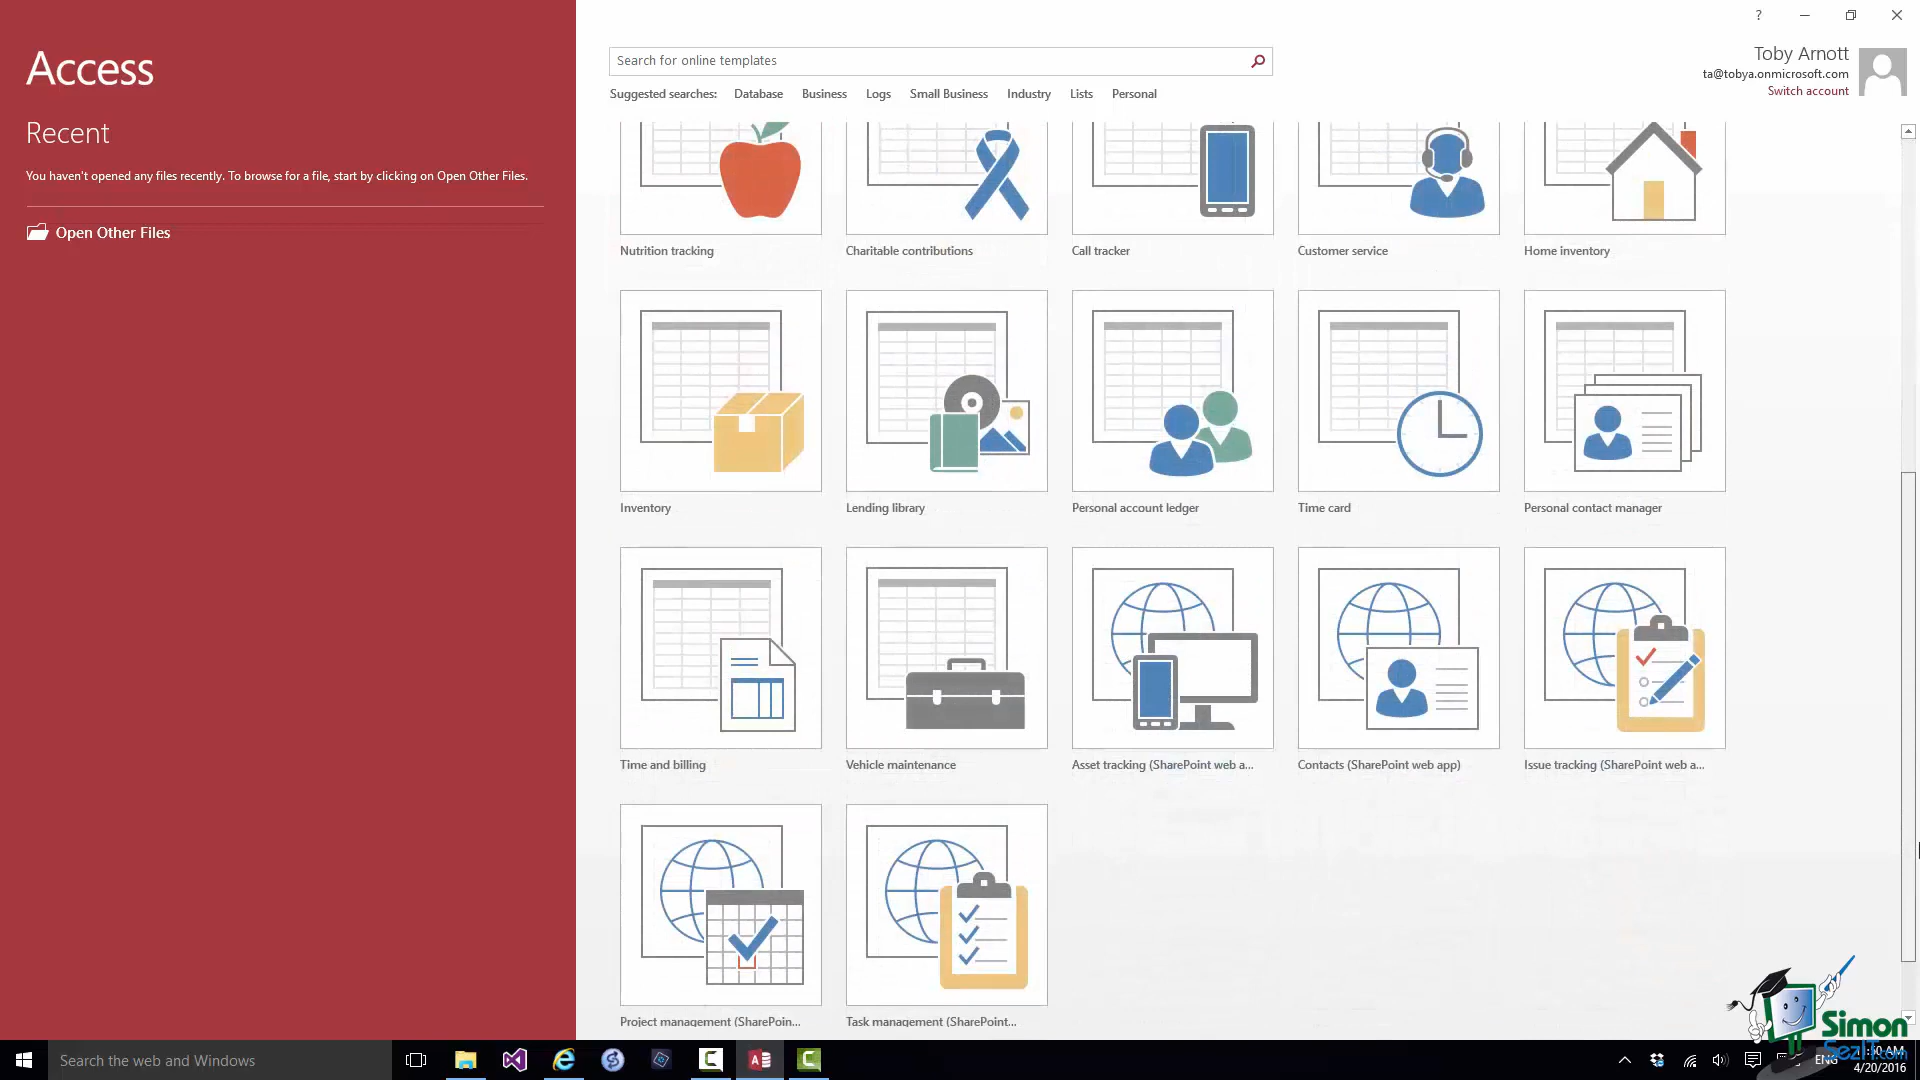 ?
Access
Search for online templates
Toby Arnott
ta@tobya.onmicrosoft.com
Switch account
Suggested searches: Database Business Logs Small Business Industry Lists Personal
Recent
You haven't opened any files recently. To browse for a file, start by clicking on Open Other Files.
Open Other Files
Nutrition tracking Charitable contributions Call tracker Customer service Home inventory
Inventory Lending library Personal account ledger Time card Personal contact manager
Time and billing Vehicle maintenance Asset tracking (SharePoint web a... Contacts (SharePoint web app) Issue tracking (SharePoint web a...
Project management (SharePoin... Task management (SharePoint...
Simon
SezIT.com
Search the web and Windows
ENG
4/20/2016